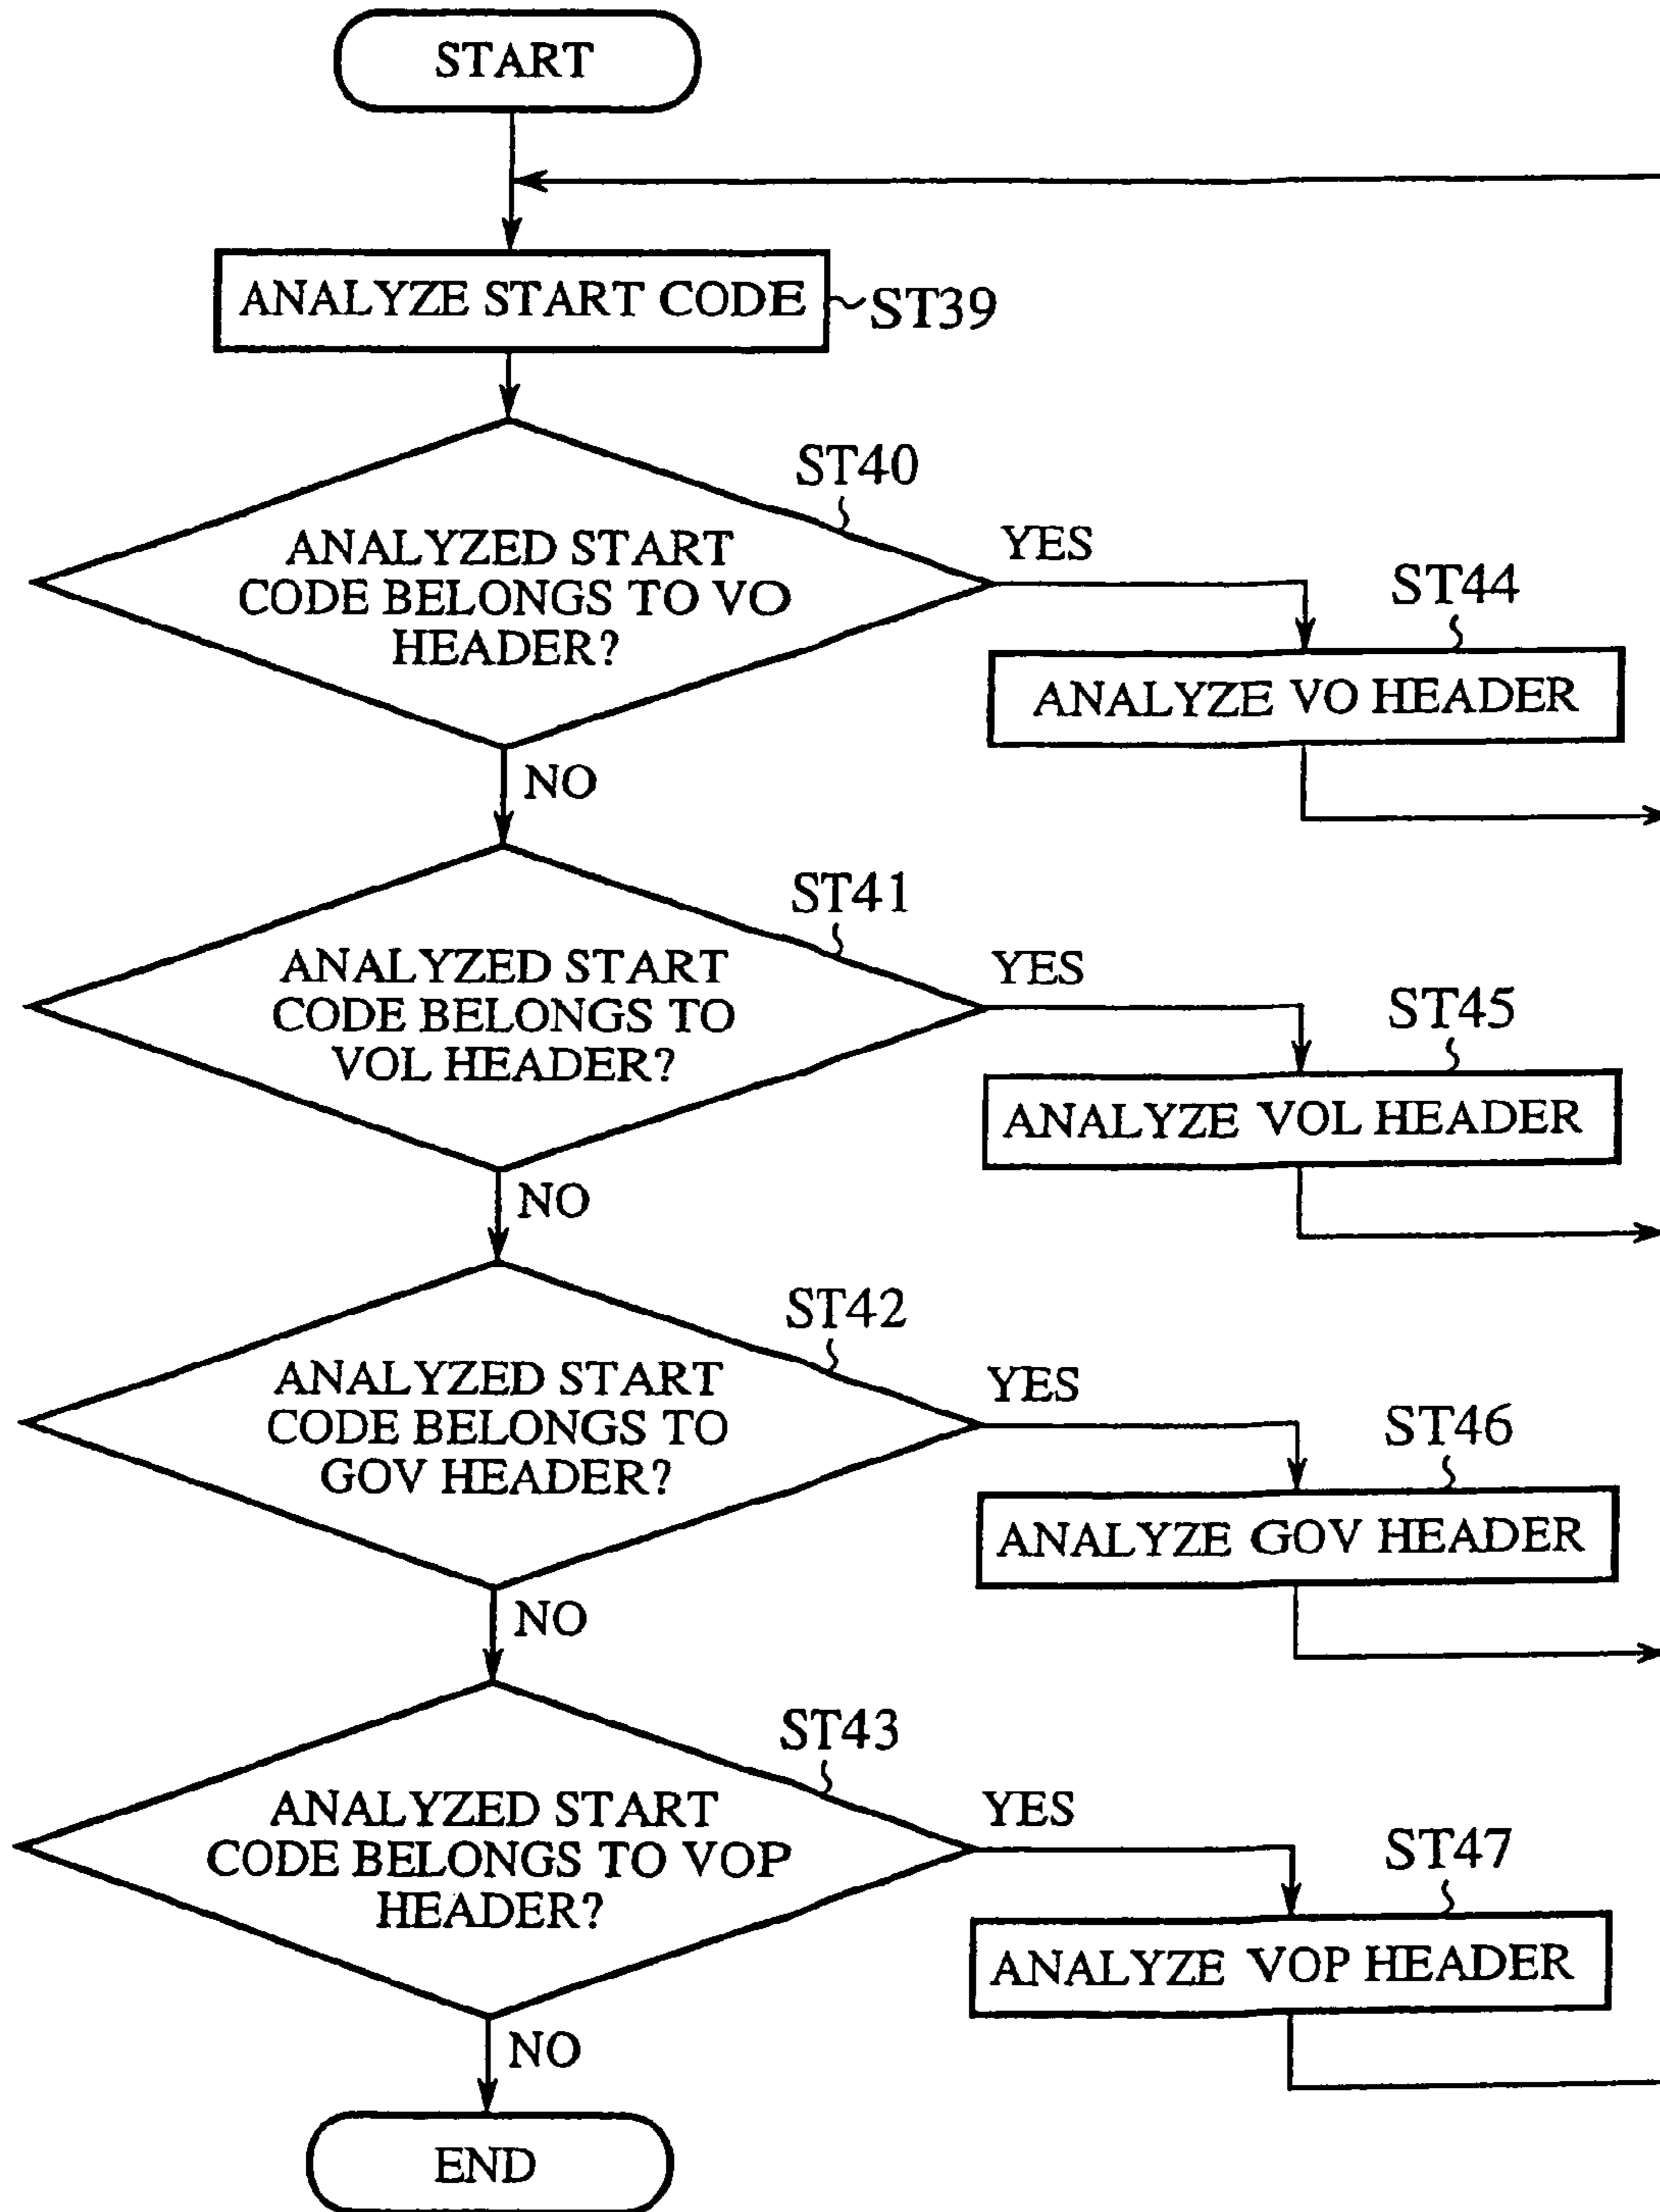 START
ANALYZE START CODE
ST39
ST40
ANALYZED START
CODE BELONGS TO VO
HEADER?
YES
ST44
ANALYZE VO HEADER
NO
ST41
ANALYZED START
CODE BELONGS TO
VOL HEADER?
YES
ST45
ANALYZE VOL HEADER
NO
ST42
ANALYZED START
CODE BELONGS TO
GOV HEADER?
YES
ST46
ANALYZE GOV HEADER
NO
ST43
ANALYZED START
CODE BELONGS TO VOP
HEADER?
YES
ST47
ANALYZE VOP HEADER
NO
END